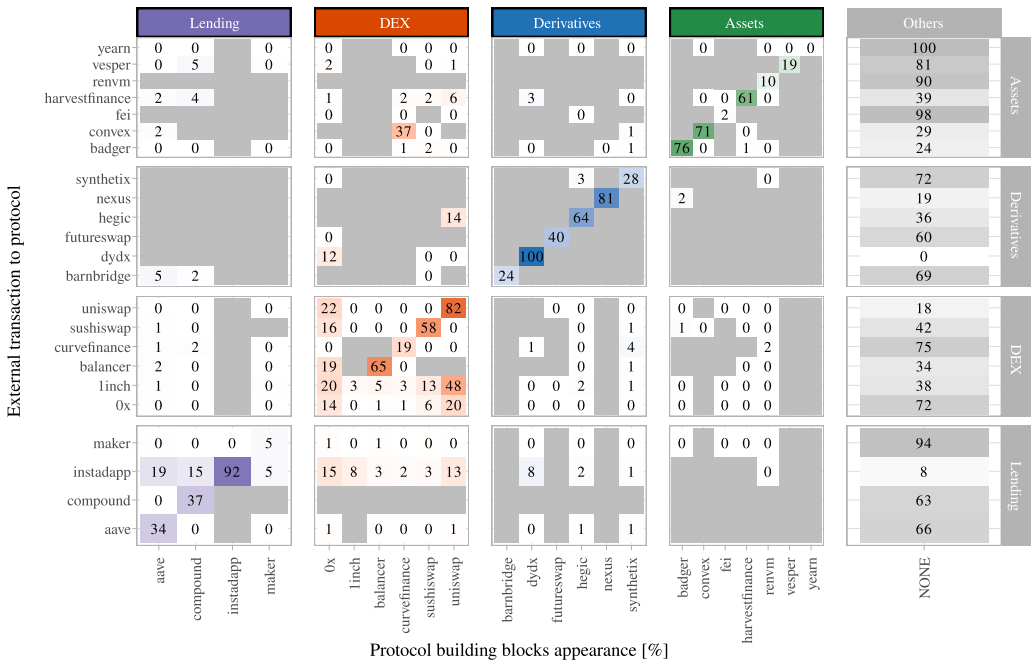 Lending DEX Derivatives Assets Others
External transaction to protocol
yearn 0 0 0 0 0 0 0 0 0 0 0 0 0 0 100
vesper 0 5 0 2 0 1 19 81
renvm 10 90
harvestfinance 2 4 1 2 2 6 3 0 0 0 61 0 39
fei 0 0 0 2 98
convex 2 37 0 1 71 0 29
badger 0 0 0 0 1 2 0 0 0 1 76 0 1 0 24
Assets
synthetix 0 3 28 0 72
nexus 81 2 19
hegic 14 64 36
futureswap 0 40 60
dydx 12 0 0 100 0
barnbridge 5 2 0 24 69
Derivatives
uniswap 0 0 0 22 0 0 0 0 82 0 0 0 0 0 0 18
sushiswap 1 0 16 0 0 0 58 0 0 1 1 0 0 0 42
curvefinance 1 2 0 0 19 0 0 1 0 4 2 75
balancer 2 0 0 19 65 0 0 1 0 0 34
1inch 1 0 0 20 3 5 3 13 48 0 0 2 1 0 0 0 0 0 38
0x 0 0 0 14 0 1 1 6 20 0 0 0 0 0 0 0 0 0 72
DEX
maker 0 0 0 5 1 0 1 0 0 0 0 0 0 0 0 0 0 94
instadapp 19 15 92 5 15 8 3 2 3 13 8 2 1 0 8
compound 0 37 63
aave 34 0 0 1 0 0 0 1 0 1 1 66
Lending
aave compound instadapp maker 0x 1inch balancer curvefinance sushiswap uniswap barnbridge dydx futureswap hegic nexus synthetix badger convex fei harvestfinance renvm vesper yearn NONE
Protocol building blocks appearance [%]